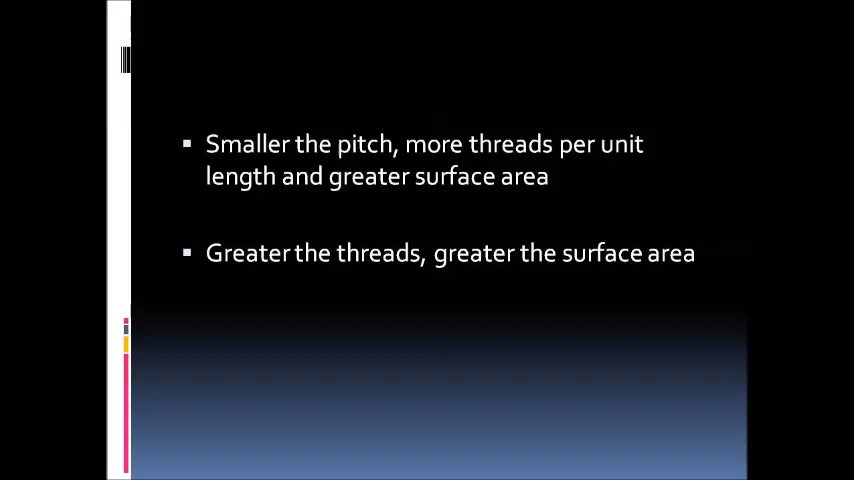 Smaller the pitch, more threads per unit
length and greater surface area
Greater the threads, greater the surface area